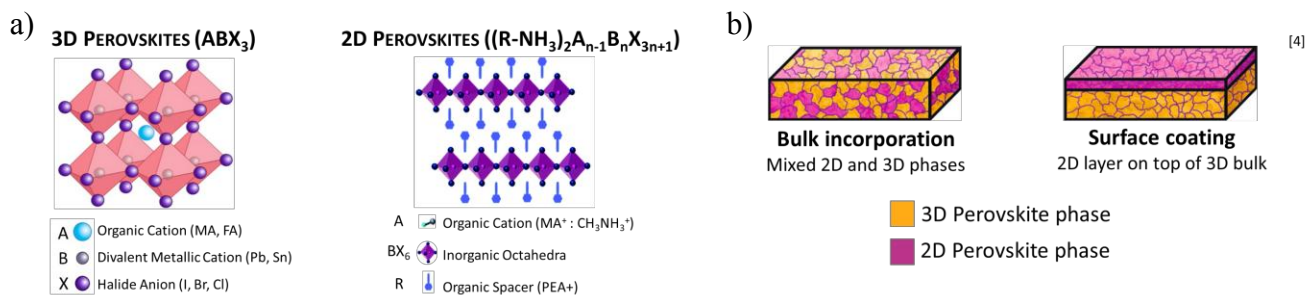 a)
3D PEROVSKITES (ABX₃)
A Organic Cation (MA, FA)
B Divalent Metallic Cation (Pb, Sn)
X Halide Anion (I, Br, Cl)
2D PEROVSKITES ((R-NH₃)₂Aₙ₋₁BₙX₃ₙ₊₁)
A Organic Cation (MA⁺ : CH₃NH₃⁺)
BX₆ Inorganic Octahedra
R Organic Spacer (PEA+)
b)
[4]
Bulk incorporation
Mixed 2D and 3D phases
Surface coating
2D layer on top of 3D bulk
3D Perovskite phase
2D Perovskite phase